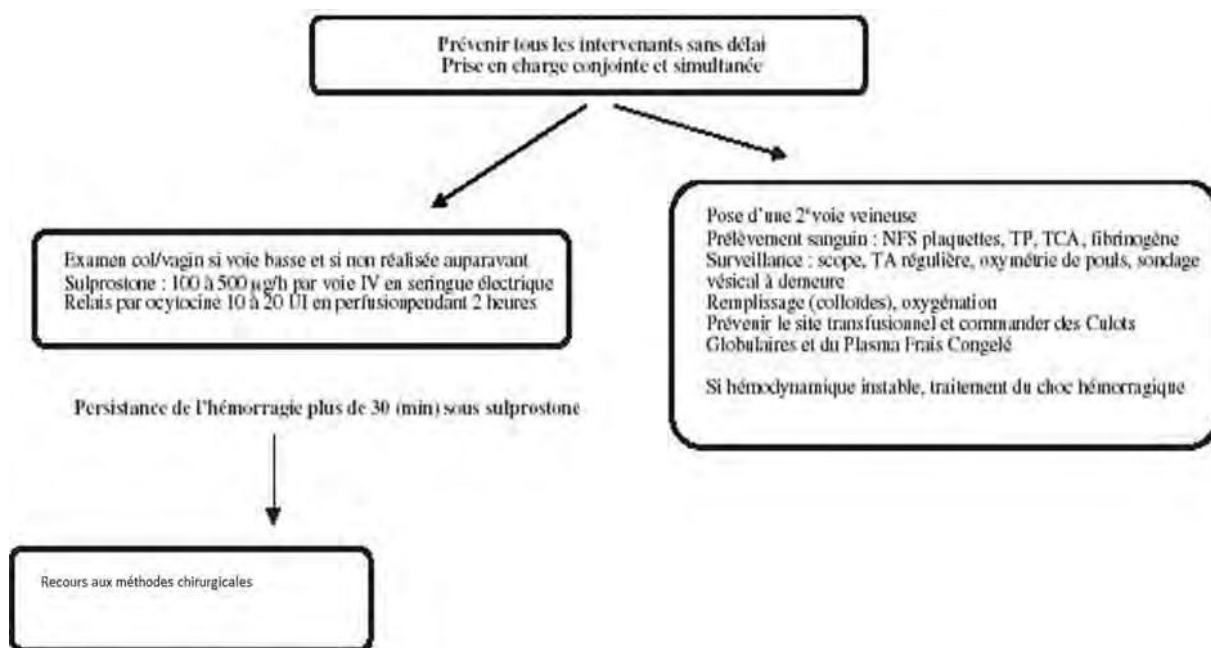 Prévenir tous les intervenants sans délai
Prise en charge conjointe et simultanée
Examen col/vagin si voie basse et si non réalisée auparavant
Sulprostone : 100 à 500 µg/h par voie IV en seringue électrique
Relais par ocytocine 10 à 20 UI en perfusionpendant 2 heures
Persistance de l'hémorragie plus de 30 (min) sous sulprostone
Recours aux méthodes chirurgicales
Pose d'une 2e voie veineuse
Prélèvement sanguin : NFS plaquettes, TP, TCA, fibrinogène
Surveillance : scope, TA régulière, oxymétrie de pouls, sondage
vésical à demeure
Remplissage (colloïdes), oxygénation
Prévenir le site transfusionnel et commander des Culots
Globulaires et du Plasma Frais Congelé
Si hémodynamique instable, traitement du choc hémorragique